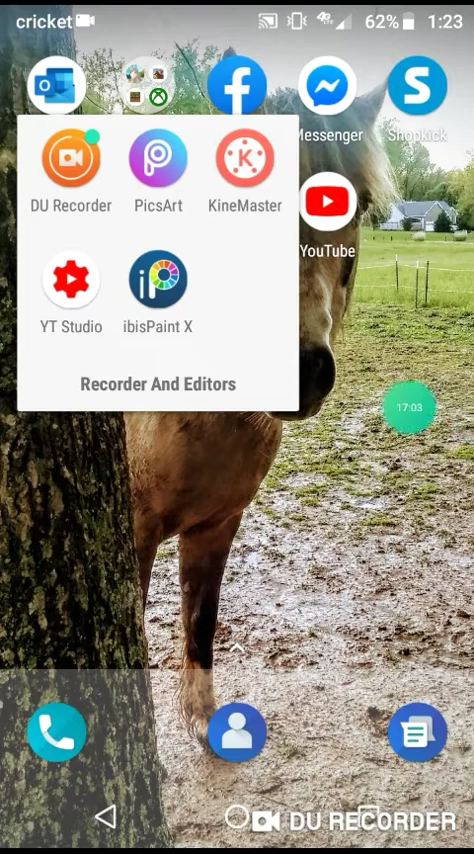 cricket 62% 1:23
Messenger Shopkick
DU Recorder PicsArt KineMaster
YouTube
YT Studio ibisPaint X
Recorder And Editors
17:03
DU RECORDER